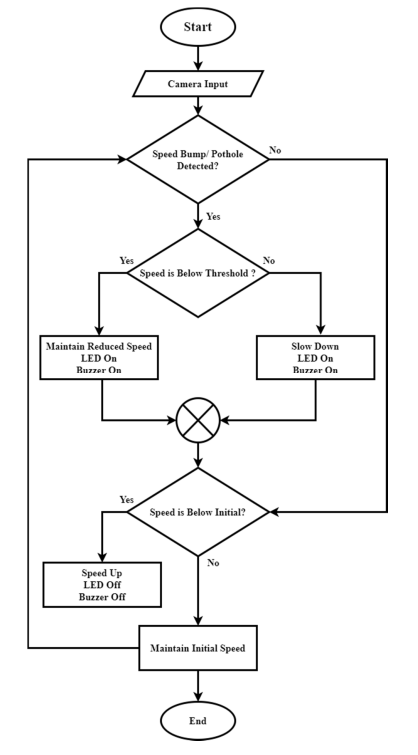 Start
Camera Input
Speed Bump/ Pothole
Detected?
No
Yes
Yes
No
Speed is Below Threshold ?
Maintain Reduced Speed
LED On
Buzzer On
Slow Down
LED On
Buzzer On
Yes
Speed is Below Initial?
No
Speed Up
LED Off
Buzzer Off
Maintain Initial Speed
End